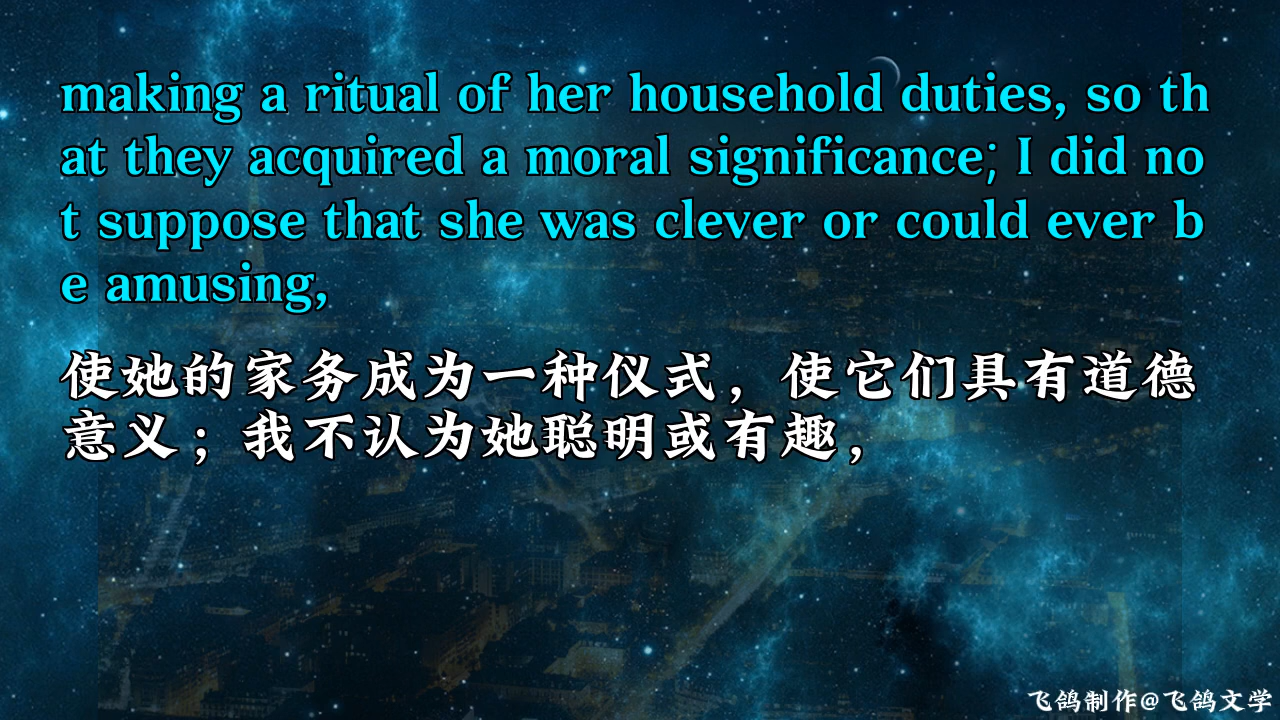 making a ritual of her household duties, so th
at they acquired a moral significance; I did no
t suppose that she was clever or could ever b
e amusing,
使她的家务成为一种仪式，使它们具有道德
意义；我不认为她聪明或有趣，
飞鸽制作@飞鸽文学